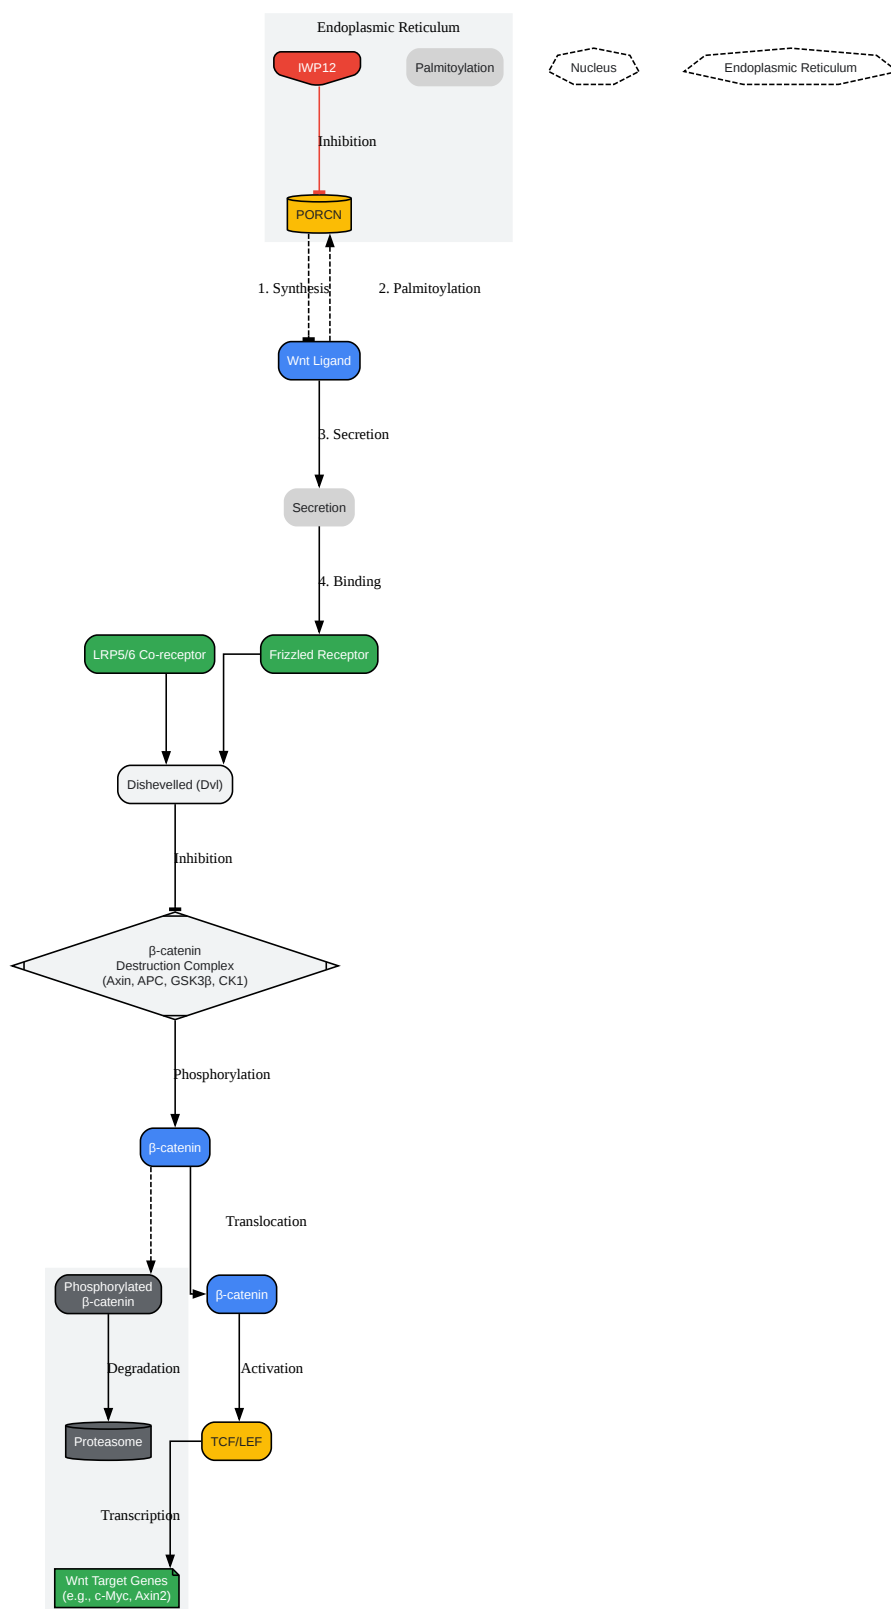 Endoplasmic Reticulum
IWP12
Palmitoylation
Nucleus
Endoplasmic Reticulum
Inhibition
PORCN
1. Synthesis
2. Palmitoylation
Wnt Ligand
3. Secretion
Secretion
4. Binding
LRP5/6 Co-receptor
Frizzled Receptor
Dishevelled (Dvl)
Inhibition
β-catenin
Destruction Complex
(Axin, APC, GSK3β, CK1)
Phosphorylation
β-catenin
Translocation
Phosphorylated
β-catenin
β-catenin
Degradation
Activation
Proteasome
TCF/LEF
Transcription
Wnt Target Genes
(e.g., c-Myc, Axin2)